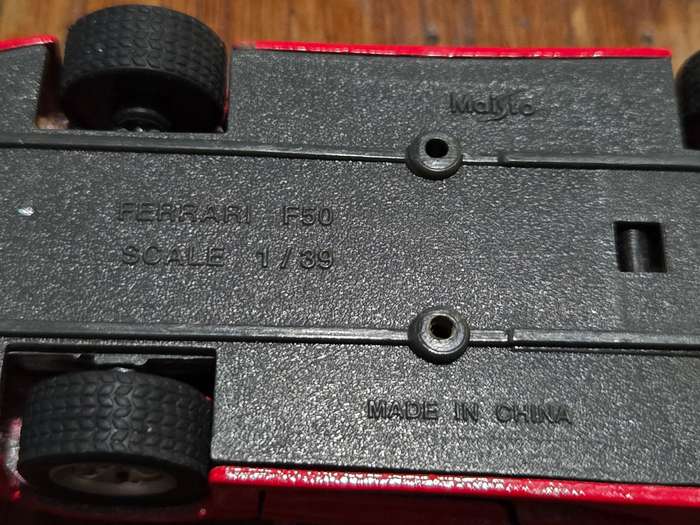 Maisto
FERRARI F50
SCALE 1/39
MADE IN CHINA